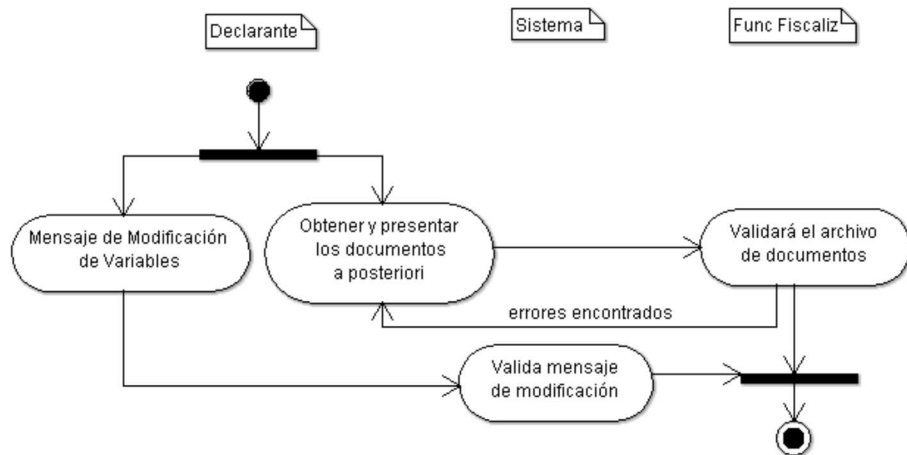 Declarante
Sistema
Func Fiscaliz
Mensaje de Modificación
de Variables
Obtener y presentar
los documentos
a posteriori
Validará el archivo
de documentos
errores encontrados
Valida mensaje
de modificación